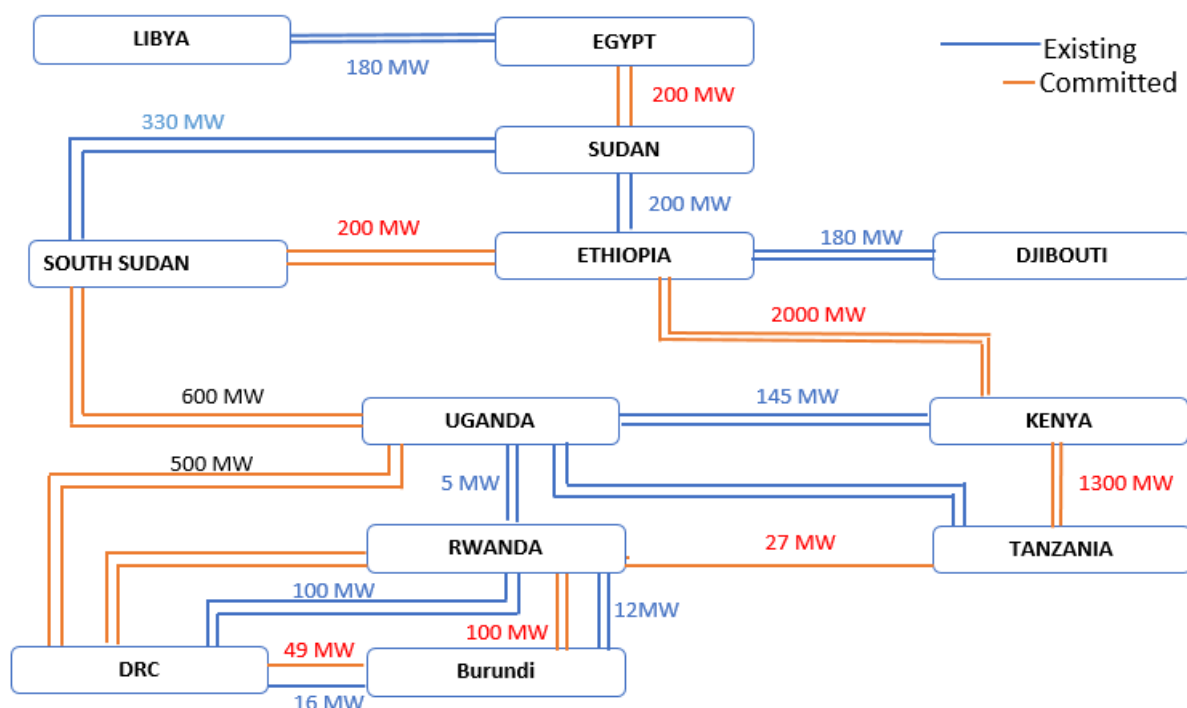 LIBYA
EGYPT
Existing
180 MW
Committed
200 MW
330 MW
SUDAN
200 MW
200 MW
180 MW
SOUTH SUDAN
ETHIOPIA
DJIBOUTI
2000 MW
600 MW
145 MW
UGANDA
KENYA
500 MW
5 MW
1300 MW
RWANDA
27 MW
TANZANIA
100 MW
12MW
49 MW
100 MW
DRC
Burundi
16 MW